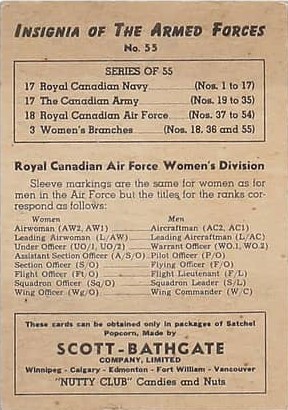 INSIGNIA OF THE ARMED FORCES
No. 55
SERIES OF 55
17 Royal Canadian Navy (Nos. 1 to 17)
17 The Canadian Army (Nos. 19 to 35)
18 Royal Canadian Air Force (Nos. 37 to 54)
3 Women's Branches (Nos. 18, 36 and 55)
Royal Canadian Air Force Women's Division
Sleeve markings are the same for women as for
men in the Air Force but the titles for the ranks cor-
respond as follows:
Women Men
Airwoman (AW2, AW1) Aircraftman (AC2, AC1)
Leading Airwoman (L/AW) Leading Aircraftman (L/AC)
Under Officer (UO/1, UO/2) Warrant Officer (WO.1, WO.2)
Assistant Section Officer (A/S/O) Pilot Officer (P/O)
Section Officer (S/O) Flying Officer (F/O)
Flight Officer (Ft/O) Flight Lieutenant (F/L)
Squadron Officer (Sq/O) Squadron Leader (S/L)
Wing Officer (Wg/O) Wing Commander (W/C)
These cards can be obtained only in packages of Satchel
Popcorn, Made by
SCOTT-BATHGATE
COMPANY, LIMITED
Winnipeg - Calgary - Edmonton - Fort William - Vancouver
"NUTTY CLUB" Candies and Nuts